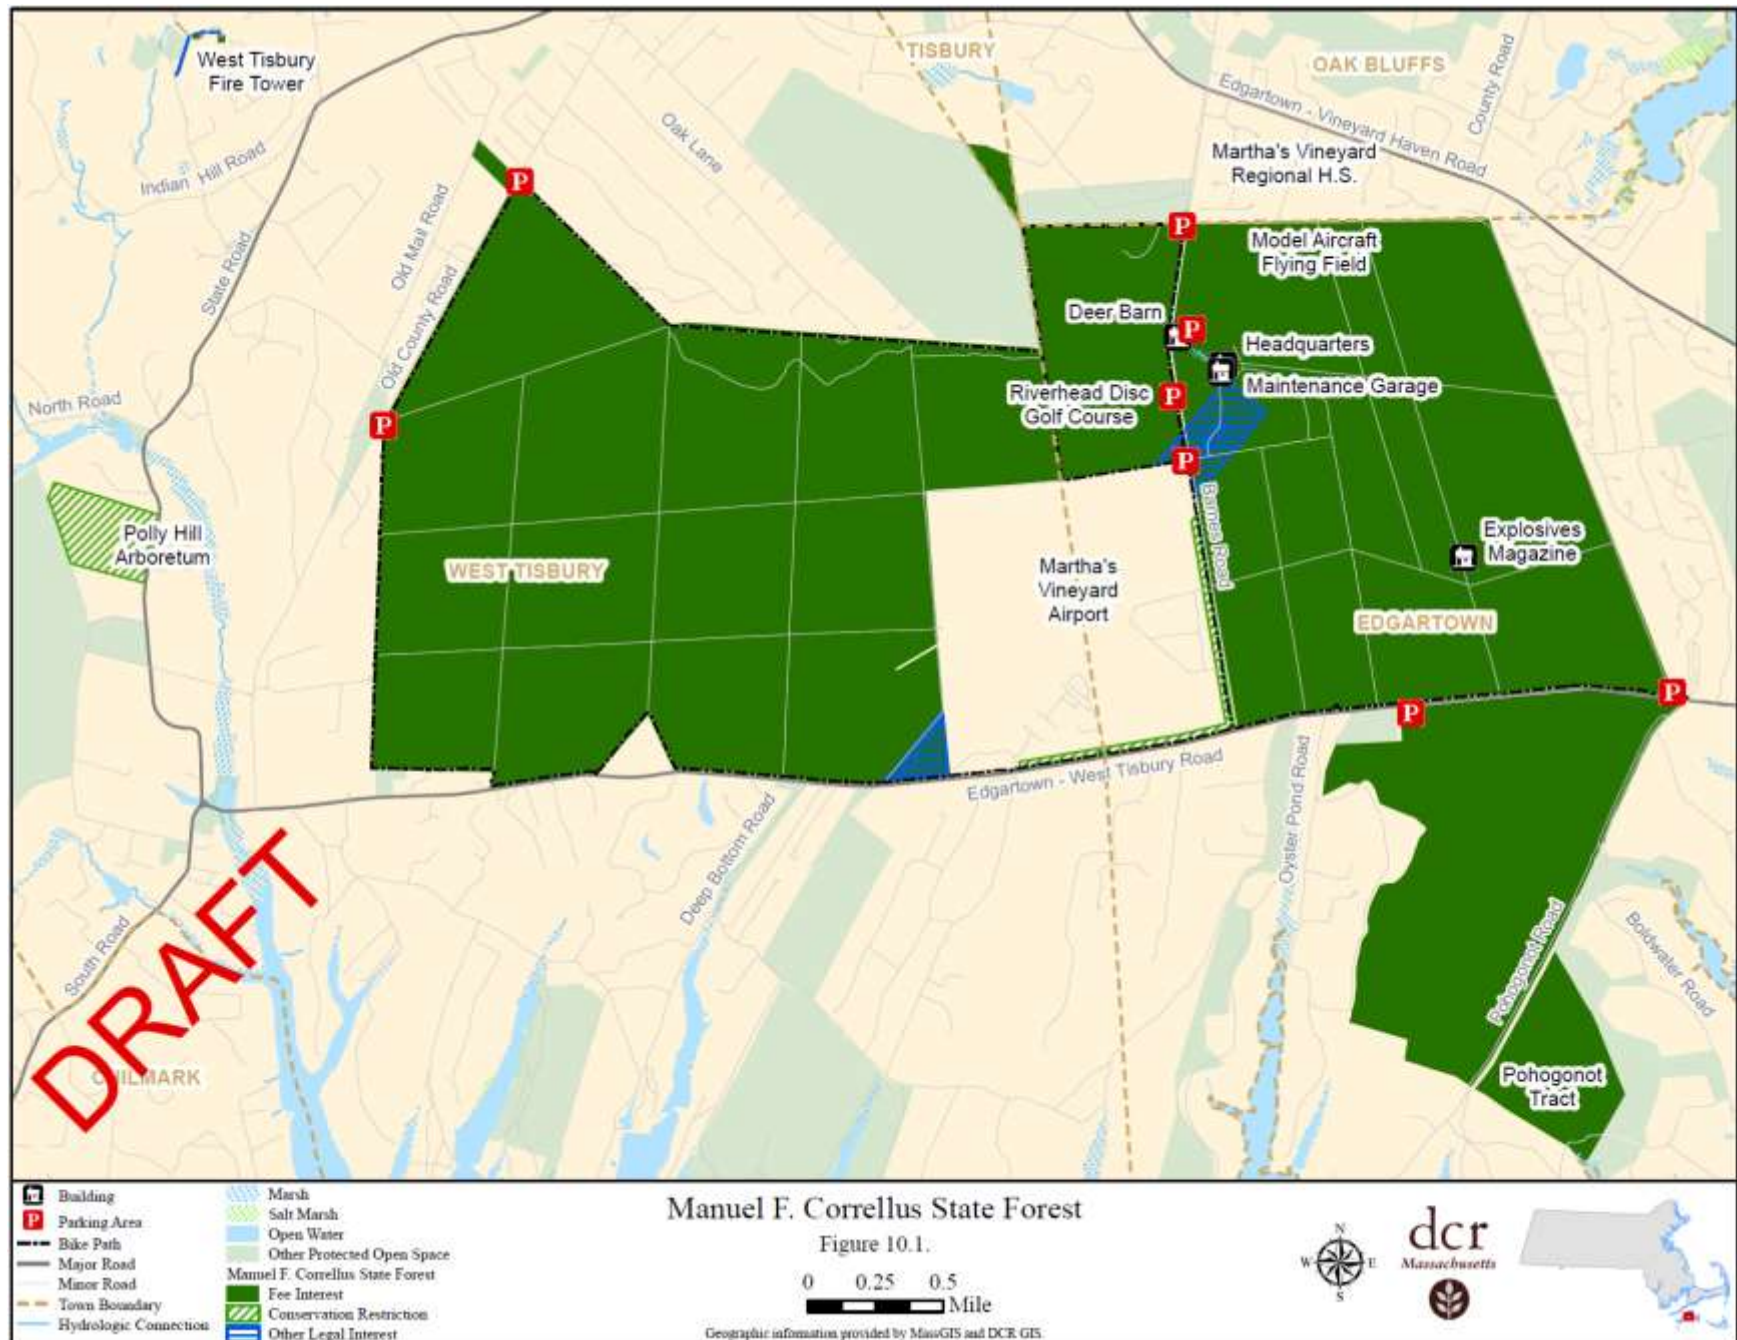 West Tisbury
Fire Tower
TISBURY
OAK BLUFFS
County Road
Edgartown - Vineyard Haven Road
Oak Lane
Martha's Vineyard
Regional H.S.
Indian Hill Road
P
Old Mail Road
State Road
P
Model Aircraft
Flying Field
Old County Road
Deer Barn
P
Headquarters
Maintenance Garage
Riverhead Disc
Golf Course
P
North Road
P
P
Barnes Road
Polly Hill
Arboretum
Explosives
Magazine
WEST TISBURY
Martha's
Vineyard
Airport
EDGARTOWN
P
P
Edgartown - West Tisbury Road
Oyster Pond Road
Deep Bottom Road
South Road
Pohogonot Road
Boldwater Road
DRAFT
CHILMARK
Pohogonot
Tract
Building
P Parking Area
Bike Path
Major Road
Minor Road
Town Boundary
Hydrologic Connection
Marsh
Salt Marsh
Open Water
Other Protected Open Space
Manuel F. Correllus State Forest
Fee Interest
Conservation Restriction
Other Legal Interest
Manuel F. Correllus State Forest
Figure 10.1.
0 0.25 0.5
Mile
Geographic information provided by MassGIS and DCR GIS.
N
W E
S
dcr
Massachusetts